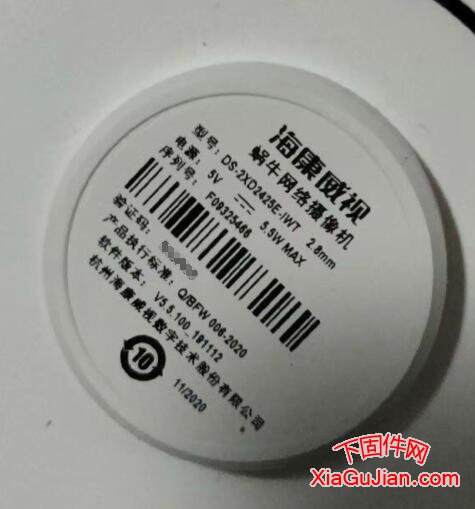 海康威视
蜗牛网络摄像机
型号: DS-2XD2425E-IWT 2.8mm
电源: 5V ⎓ 5.5W MAX
序列号: F09325466
验证码:
产品执行标准: Q/BFW 006-2020
软件版本: V5.5.100_191112
杭州海康威视数字技术股份有限公司
10
11/2020
下固件网
XiaGuJian.com